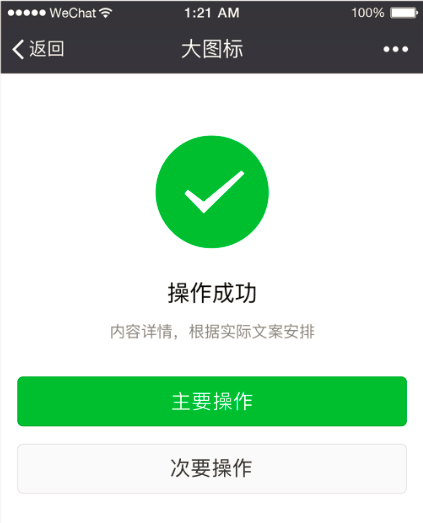 WeChat 1:21 AM 100%
返回 大图标
操作成功
内容详情，根据实际文案安排
主要操作
次要操作